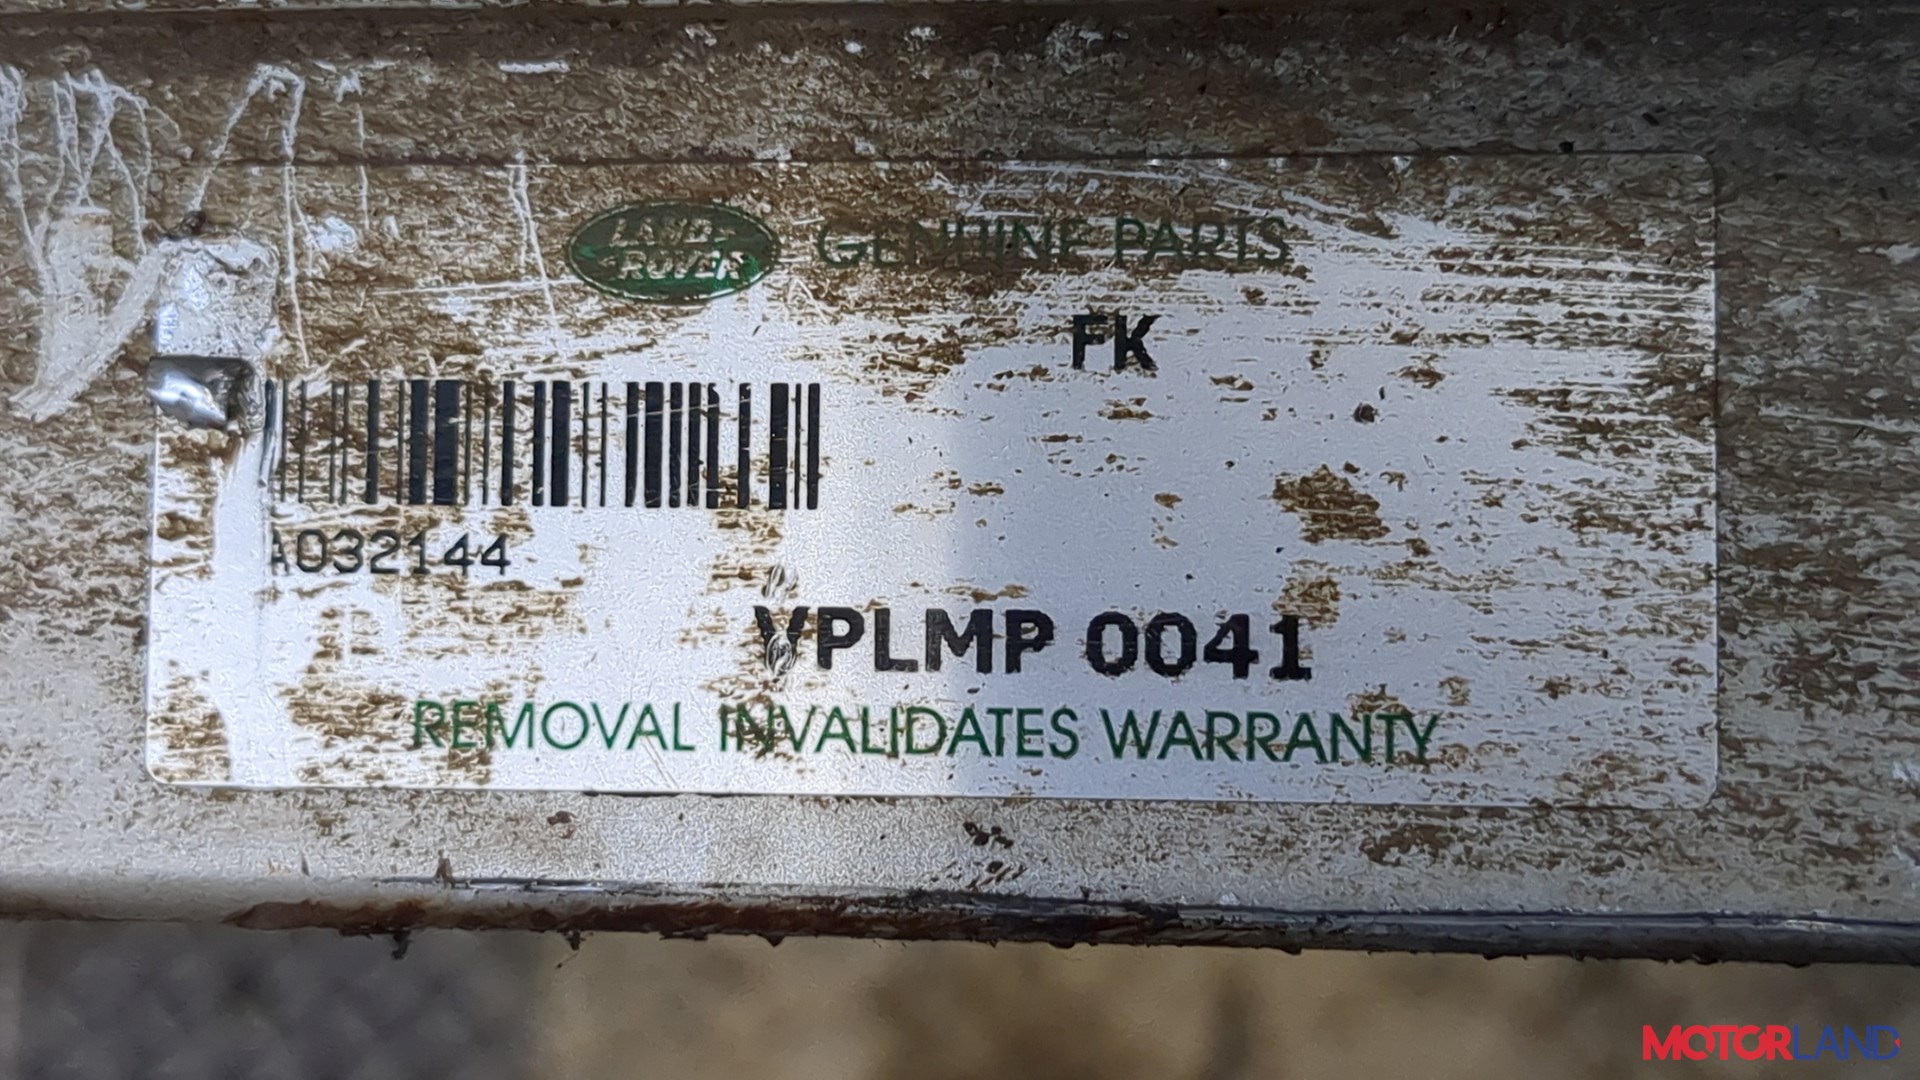 LAND ROVER GENUINE PARTS
FK
A032144
VPLMP 0041
REMOVAL INVALIDATES WARRANTY
MOTORLAND